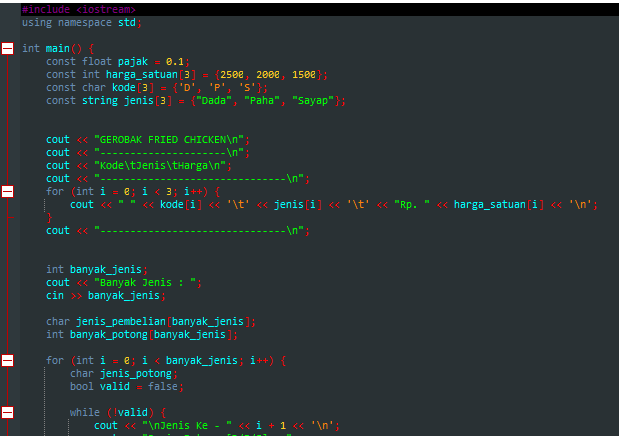 #include <iostream>
using namespace std;
int main() {
const float pajak = 0.1;
const int harga_satuan[3] = {2500, 2000, 1500};
const char kode[3] = {'D', 'P', 'S'};
const string jenis[3] = {"Dada", "Paha", "Sayap"};
cout << "GEROBAK FRIED CHICKEN\n";
cout << "---------------------\n";
cout << "Kode\tJenis\tHarga\n";
cout << "-------------------------------\n";
for (int i = 0; i < 3; i++) {
cout << " " << kode[i] << '\t' << jenis[i] << '\t' << "Rp. " << harga_satuan[i] << '\n';
}
cout << "-------------------------------\n";
int banyak_jenis;
cout << "Banyak Jenis : ";
cin >> banyak_jenis;
char jenis_pembelian[banyak_jenis];
int banyak_potong[banyak_jenis];
for (int i = 0; i < banyak_jenis; i++) {
char jenis_potong;
bool valid = false;
while (!valid) {
cout << "\nJenis Ke - " << i + 1 << '\n';